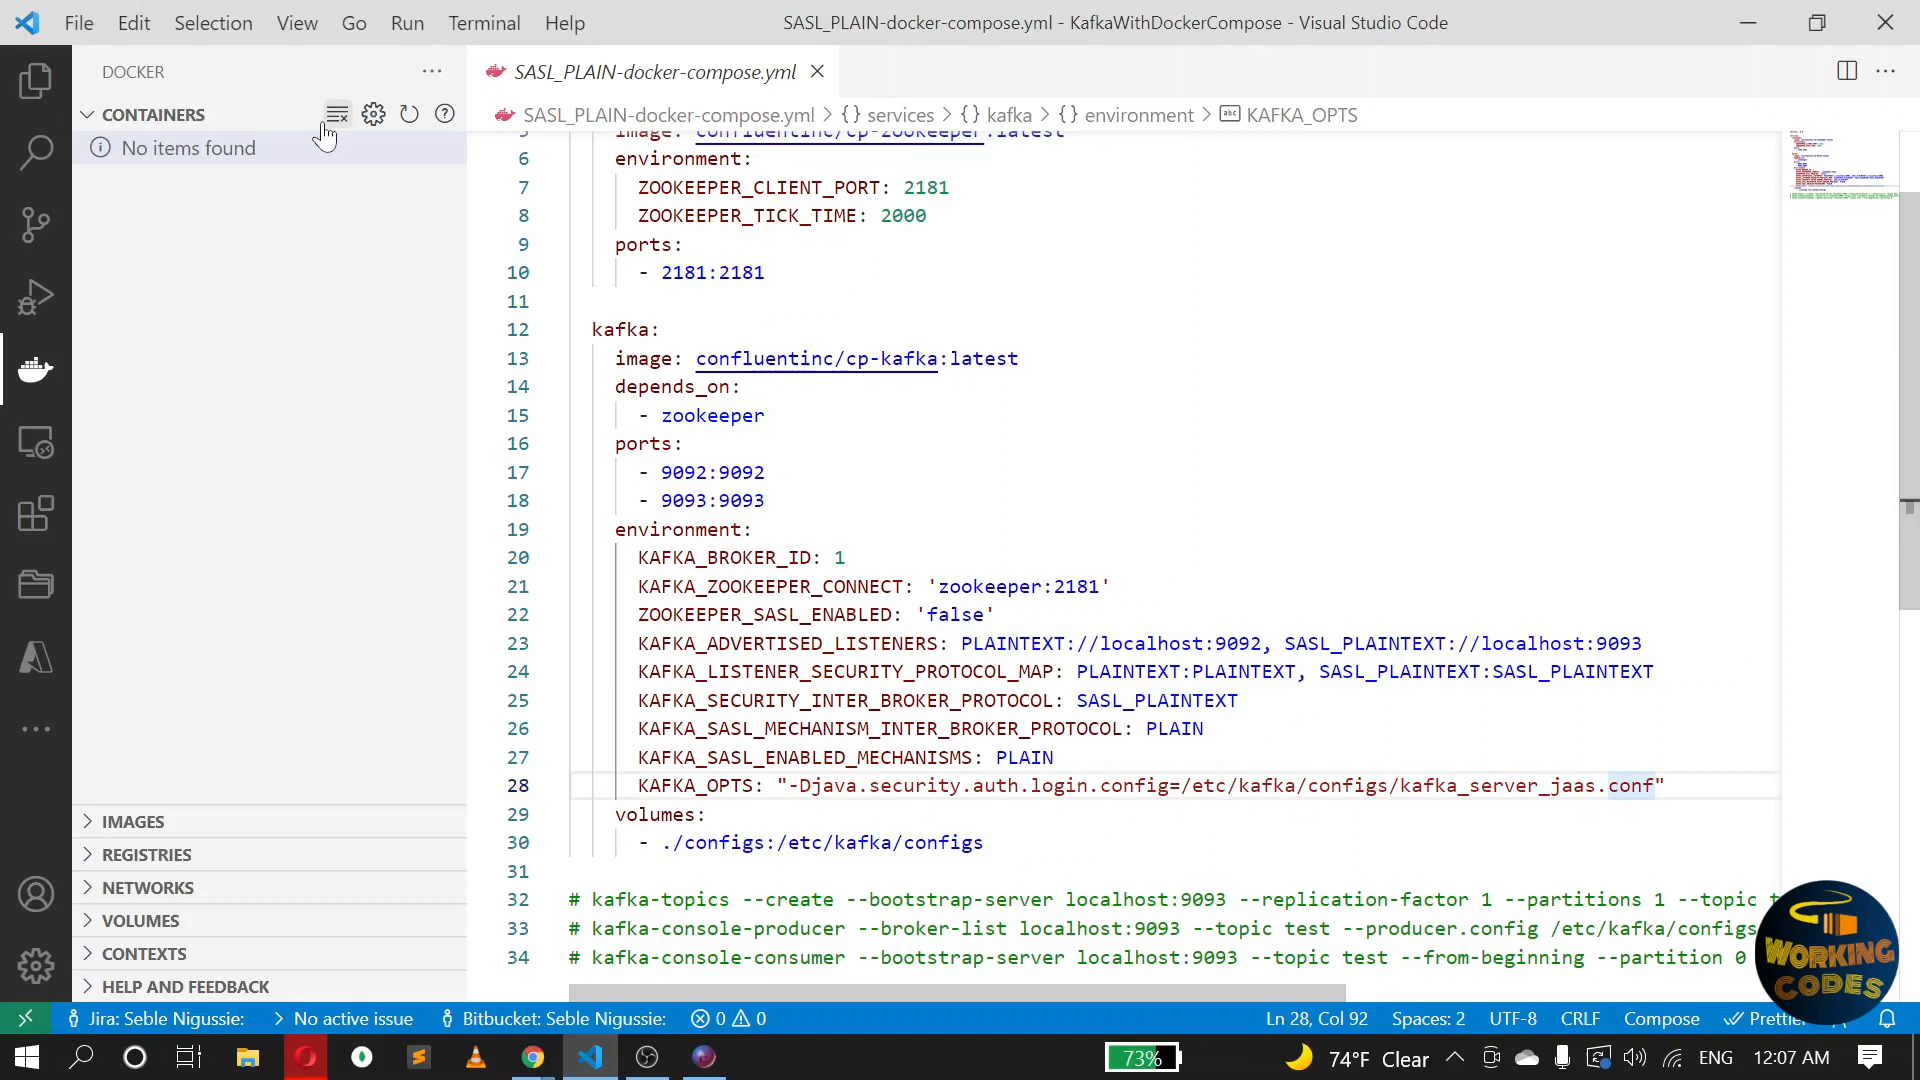 File Edit Selection View Go Run Terminal Help SASL_PLAIN-docker-compose.yml - KafkaWithDockerCompose - Visual Studio Code
DOCKER
SASL_PLAIN-docker-compose.yml
CONTAINERS
SASL_PLAIN-docker-compose.yml > {} services > {} kafka > {} environment > abc KAFKA_OPTS
No items found
5 image: confluentinc/cp-zookeeper:latest
6 environment:
7 ZOOKEEPER_CLIENT_PORT: 2181
8 ZOOKEEPER_TICK_TIME: 2000
9 ports:
10 - 2181:2181
11
12 kafka:
13 image: confluentinc/cp-kafka:latest
14 depends_on:
15 - zookeeper
16 ports:
17 - 9092:9092
18 - 9093:9093
19 environment:
20 KAFKA_BROKER_ID: 1
21 KAFKA_ZOOKEEPER_CONNECT: 'zookeeper:2181'
22 ZOOKEEPER_SASL_ENABLED: 'false'
23 KAFKA_ADVERTISED_LISTENERS: PLAINTEXT://localhost:9092, SASL_PLAINTEXT://localhost:9093
24 KAFKA_LISTENER_SECURITY_PROTOCOL_MAP: PLAINTEXT:PLAINTEXT, SASL_PLAINTEXT:SASL_PLAINTEXT
25 KAFKA_SECURITY_INTER_BROKER_PROTOCOL: SASL_PLAINTEXT
26 KAFKA_SASL_MECHANISM_INTER_BROKER_PROTOCOL: PLAIN
27 KAFKA_SASL_ENABLED_MECHANISMS: PLAIN
28 KAFKA_OPTS: "-Djava.security.auth.login.config=/etc/kafka/configs/kafka_server_jaas.conf"
29 volumes:
30 - ./configs:/etc/kafka/configs
31
32 # kafka-topics --create --bootstrap-server localhost:9093 --replication-factor 1 --partitions 1 --topic t
33 # kafka-console-producer --broker-list localhost:9093 --topic test --producer.config /etc/kafka/configs
34 # kafka-console-consumer --bootstrap-server localhost:9093 --topic test --from-beginning --partition 0
IMAGES
REGISTRIES
NETWORKS
VOLUMES
CONTEXTS
HELP AND FEEDBACK
WORKING
CODES
Jira: Seble Nigussie: No active issue Bitbucket: Seble Nigussie: 0 0 Ln 28, Col 92 Spaces: 2 UTF-8 CRLF Compose Prettier
73% 74°F Clear ENG 12:07 AM